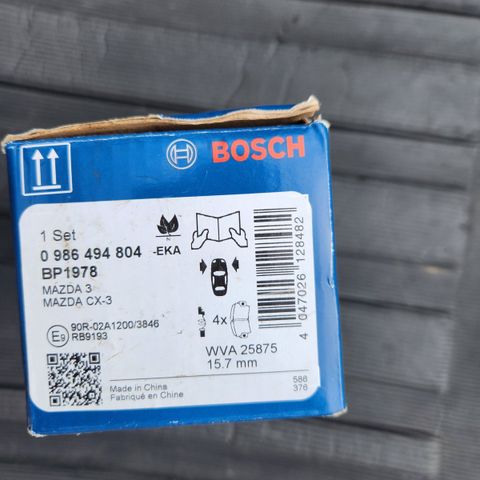 BOSCH
1 Set
0 986 494 804 -EKA
BP1978
MAZDA 3
MAZDA CX-3
E9 90R-02A1200/3846
RB9193
4x
WVA 25875
15.7 mm
Made in China
Fabriqué en Chine
586
376
4 047026 128482